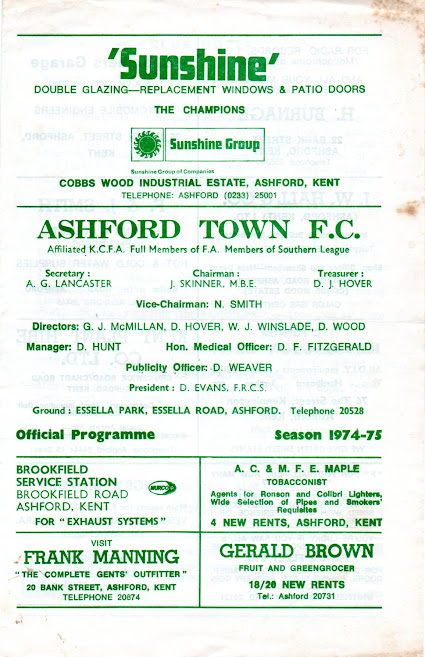 'Sunshine'
DOUBLE GLAZING—REPLACEMENT WINDOWS & PATIO DOORS
THE CHAMPIONS
Sunshine Group
Sunshine Group of Companies
COBBS WOOD INDUSTRIAL ESTATE, ASHFORD, KENT
TELEPHONE: ASHFORD (0233) 25001
ASHFORD TOWN F.C.
Affiliated K.C.F.A. Full Members of F.A. Members of Southern League
Secretary : Chairman : Treasurer :
A. G. LANCASTER J. SKINNER, M.B.E. D. J. HOVER
Vice-Chairman: N. SMITH
Directors: G. J. McMILLAN, D. HOVER, W. J. WINSLADE, D. WOOD
Manager: D. HUNT Hon. Medical Officer: D. F. FITZGERALD
Publicity Officer: D. WEAVER
President : D. EVANS, F.R.C.S.
Ground : ESSELLA PARK, ESSELLA ROAD, ASHFORD. Telephone 20528
Official Programme Season 1974-75
BROOKFIELD
SERVICE STATION
BROOKFIELD ROAD
ASHFORD, KENT
MURCO
FOR "EXHAUST SYSTEMS"
A. C. & M. F. E. MAPLE
TOBACCONIST
Agents for Ronson and Colibri Lighters,
Wide Selection of Pipes and Smokers'
Requisites
4 NEW RENTS, ASHFORD, KENT
VISIT
FRANK MANNING
"THE COMPLETE GENTS' OUTFITTER"
20 BANK STREET, ASHFORD, KENT
TELEPHONE 20874
GERALD BROWN
FRUIT AND GREENGROCER
18/20 NEW RENTS
Tel.: Ashford 20731